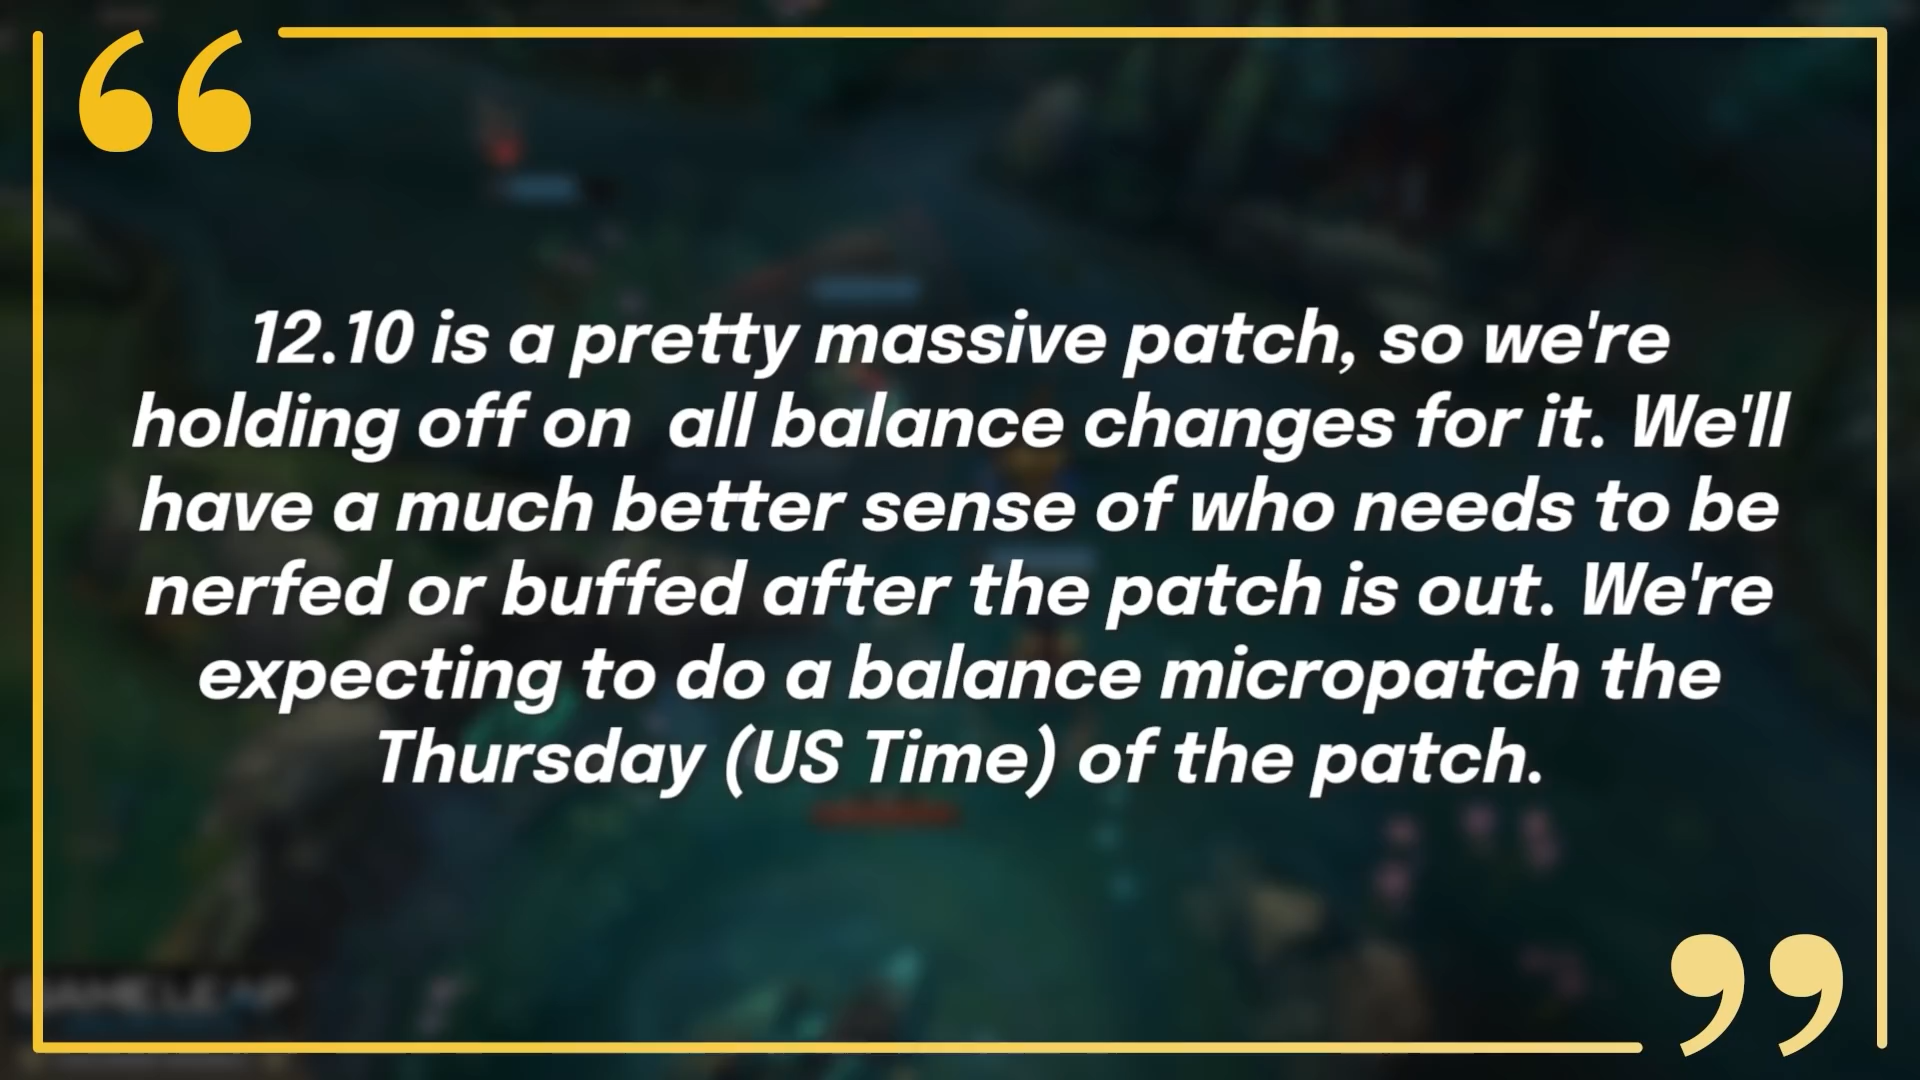 12.10 is a pretty massive patch, so we're
holding off on  all balance changes for it. We'll
have a much better sense of who needs to be
nerfed or buffed after the patch is out. We're
expecting to do a balance micropatch the
Thursday (US Time) of the patch.
GAMELEAP